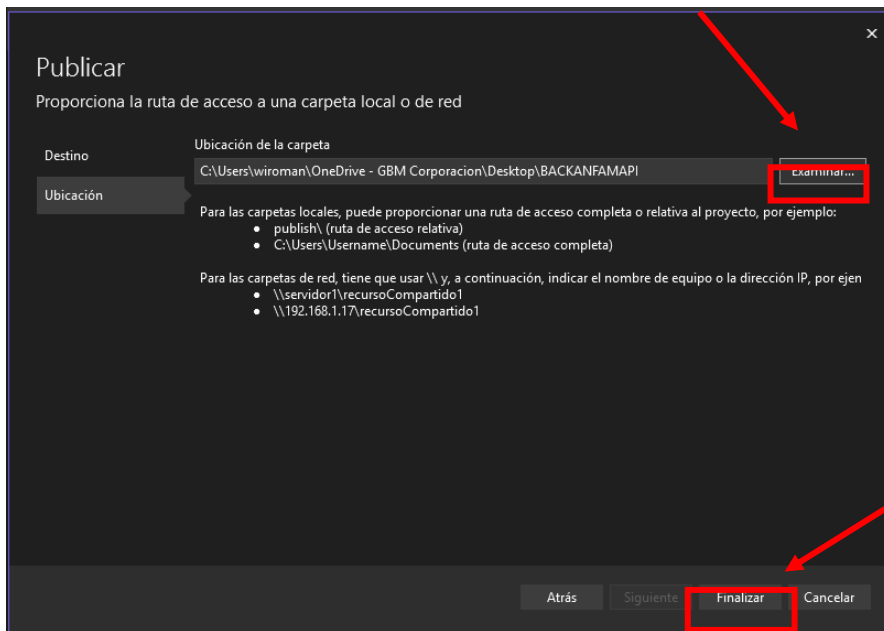 Publicar
Proporciona la ruta de acceso a una carpeta local o de red
Destino
Ubicación
Ubicación de la carpeta
C:\Users\wiroman\OneDrive - GBM Corporacion\Desktop\BACKANFAMAPI
Examinar...
Para las carpetas locales, puede proporcionar una ruta de acceso completa o relativa al proyecto, por ejemplo:
• publish\ (ruta de acceso relativa)
• C:\Users\Username\Documents (ruta de acceso completa)
Para las carpetas de red, tiene que usar \\ y, a continuación, indicar el nombre de equipo o la dirección IP, por ejen
• \\servidor1\recursoCompartido1
• \\192.168.1.17\recursoCompartido1
Atrás
Siguiente
Finalizar
Cancelar